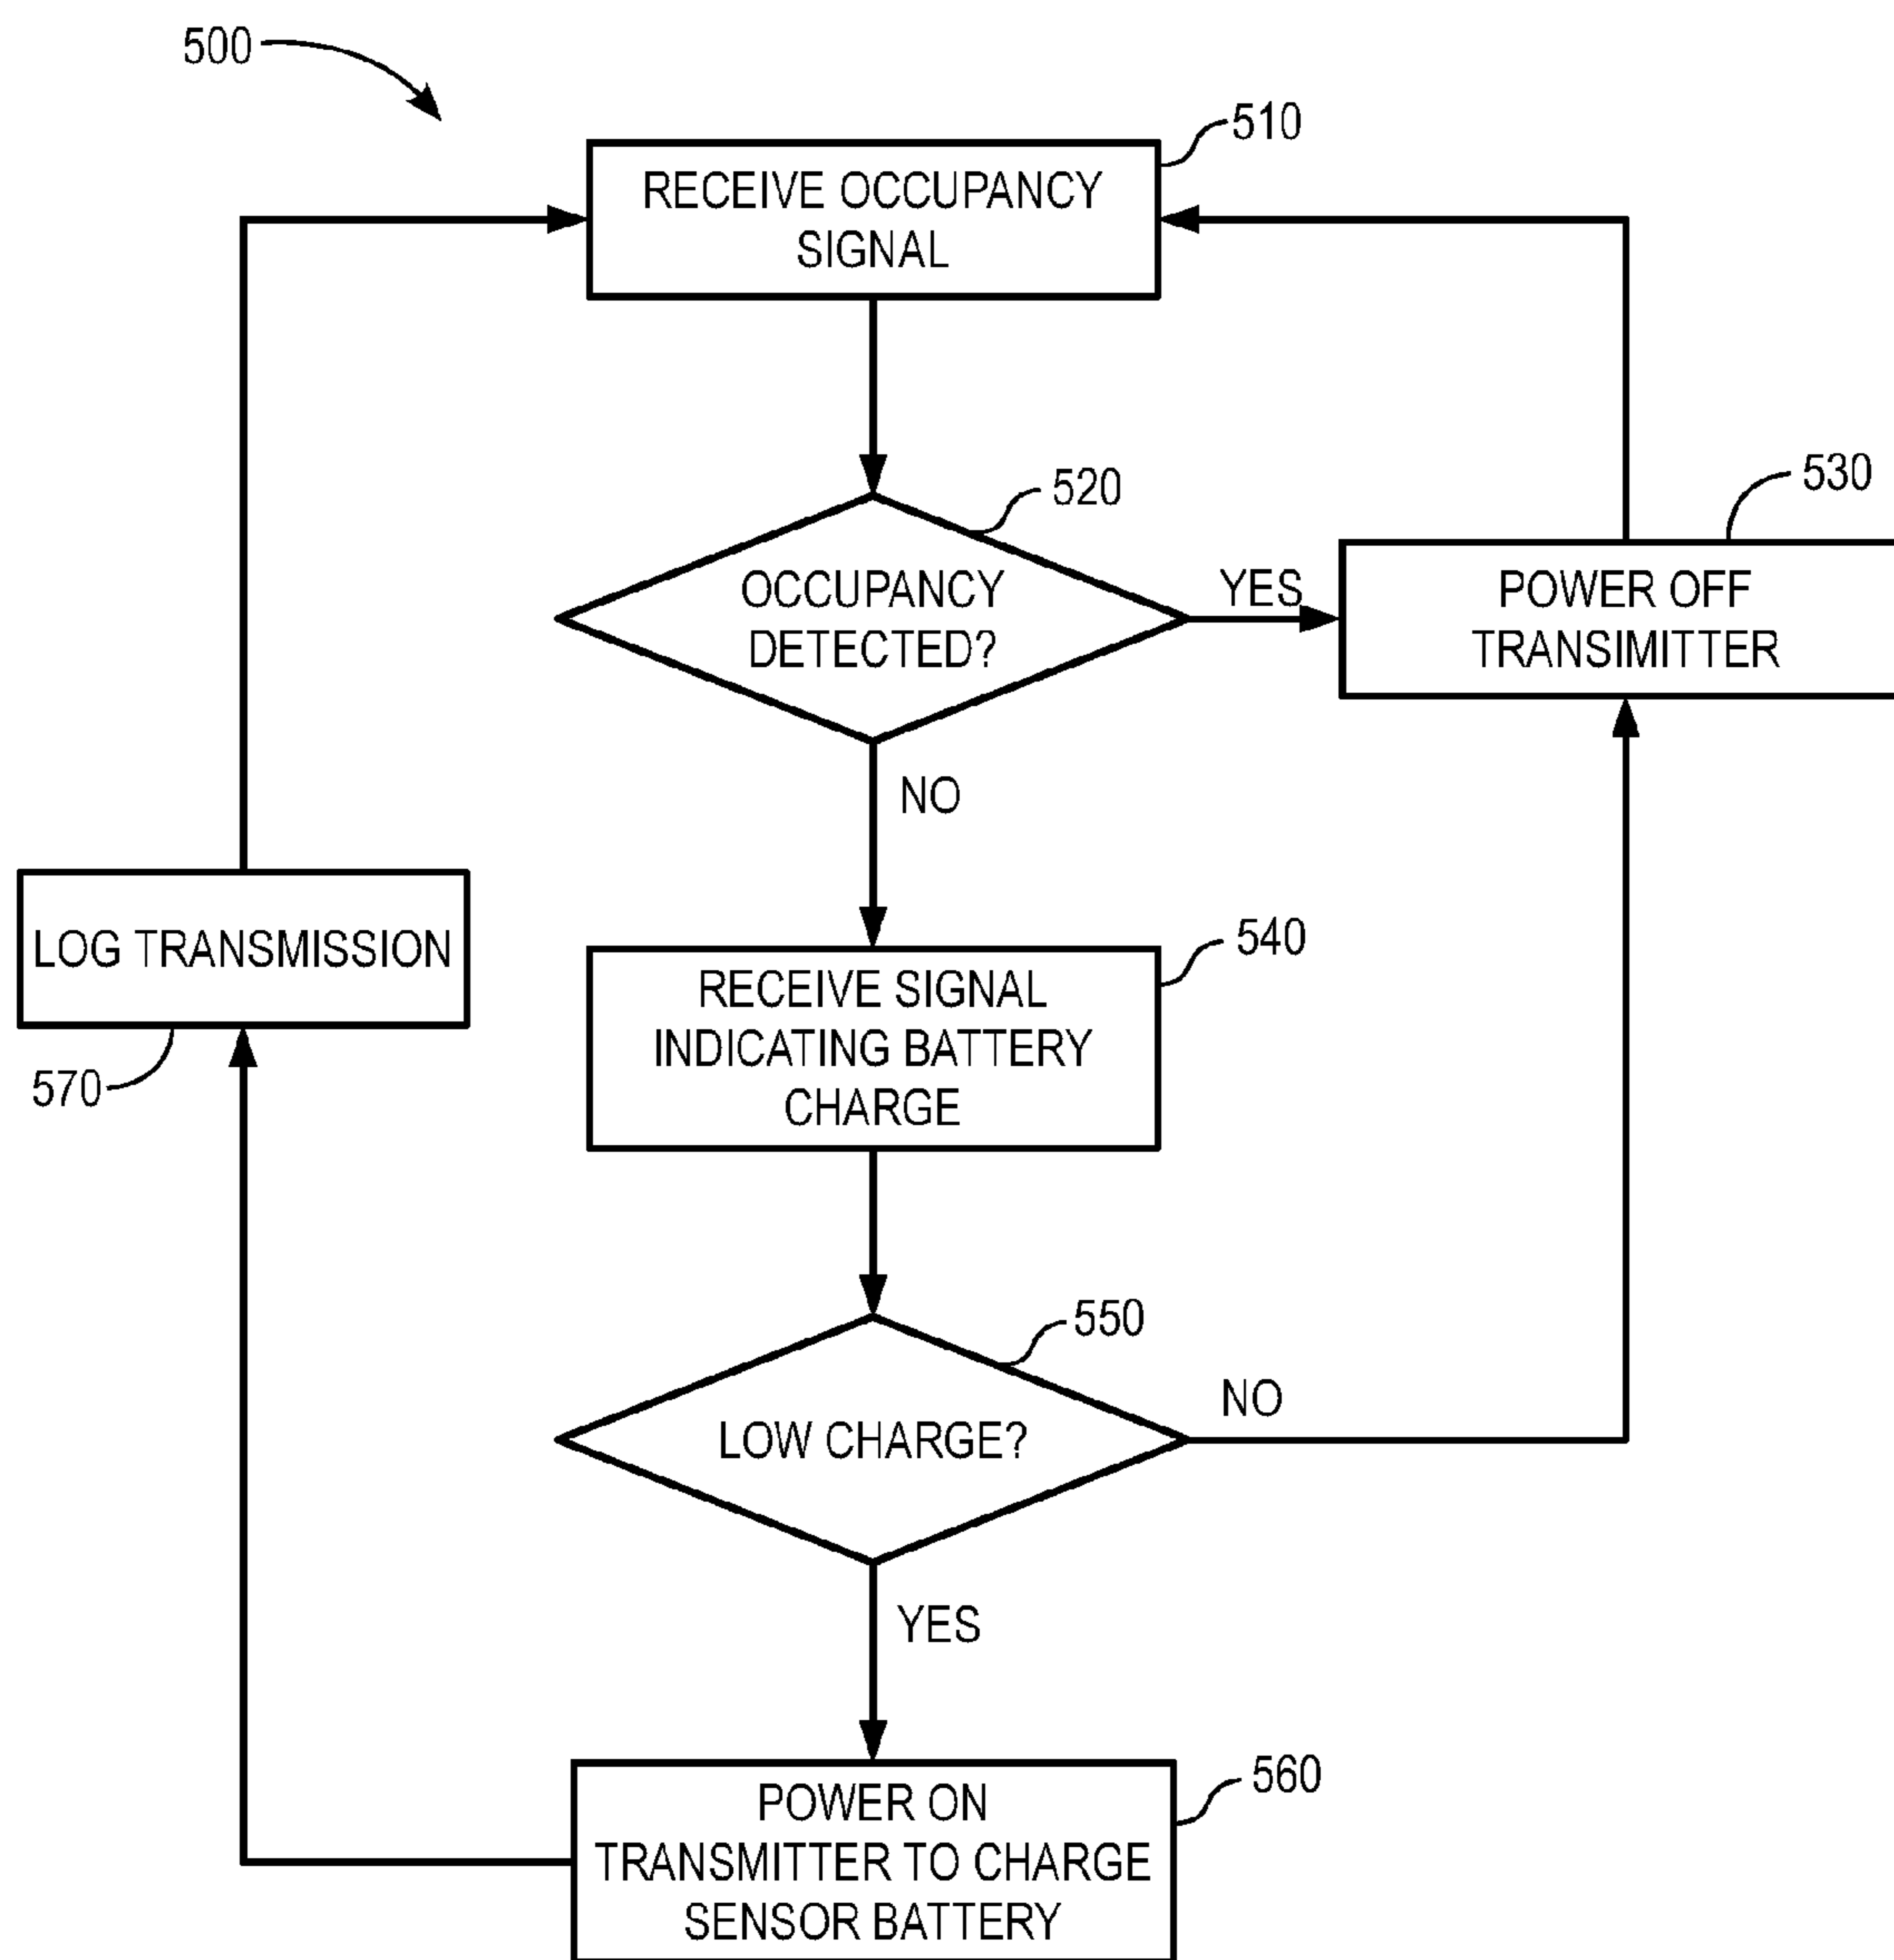 500
510
RECEIVE OCCUPANCY
SIGNAL
520
OCCUPANCY
DETECTED?
YES
530
POWER OFF
TRANSIMITTER
NO
LOG TRANSMISSION
570
540
RECEIVE SIGNAL
INDICATING BATTERY
CHARGE
550
LOW CHARGE?
NO
YES
560
POWER ON
TRANSMITTER TO CHARGE
SENSOR BATTERY